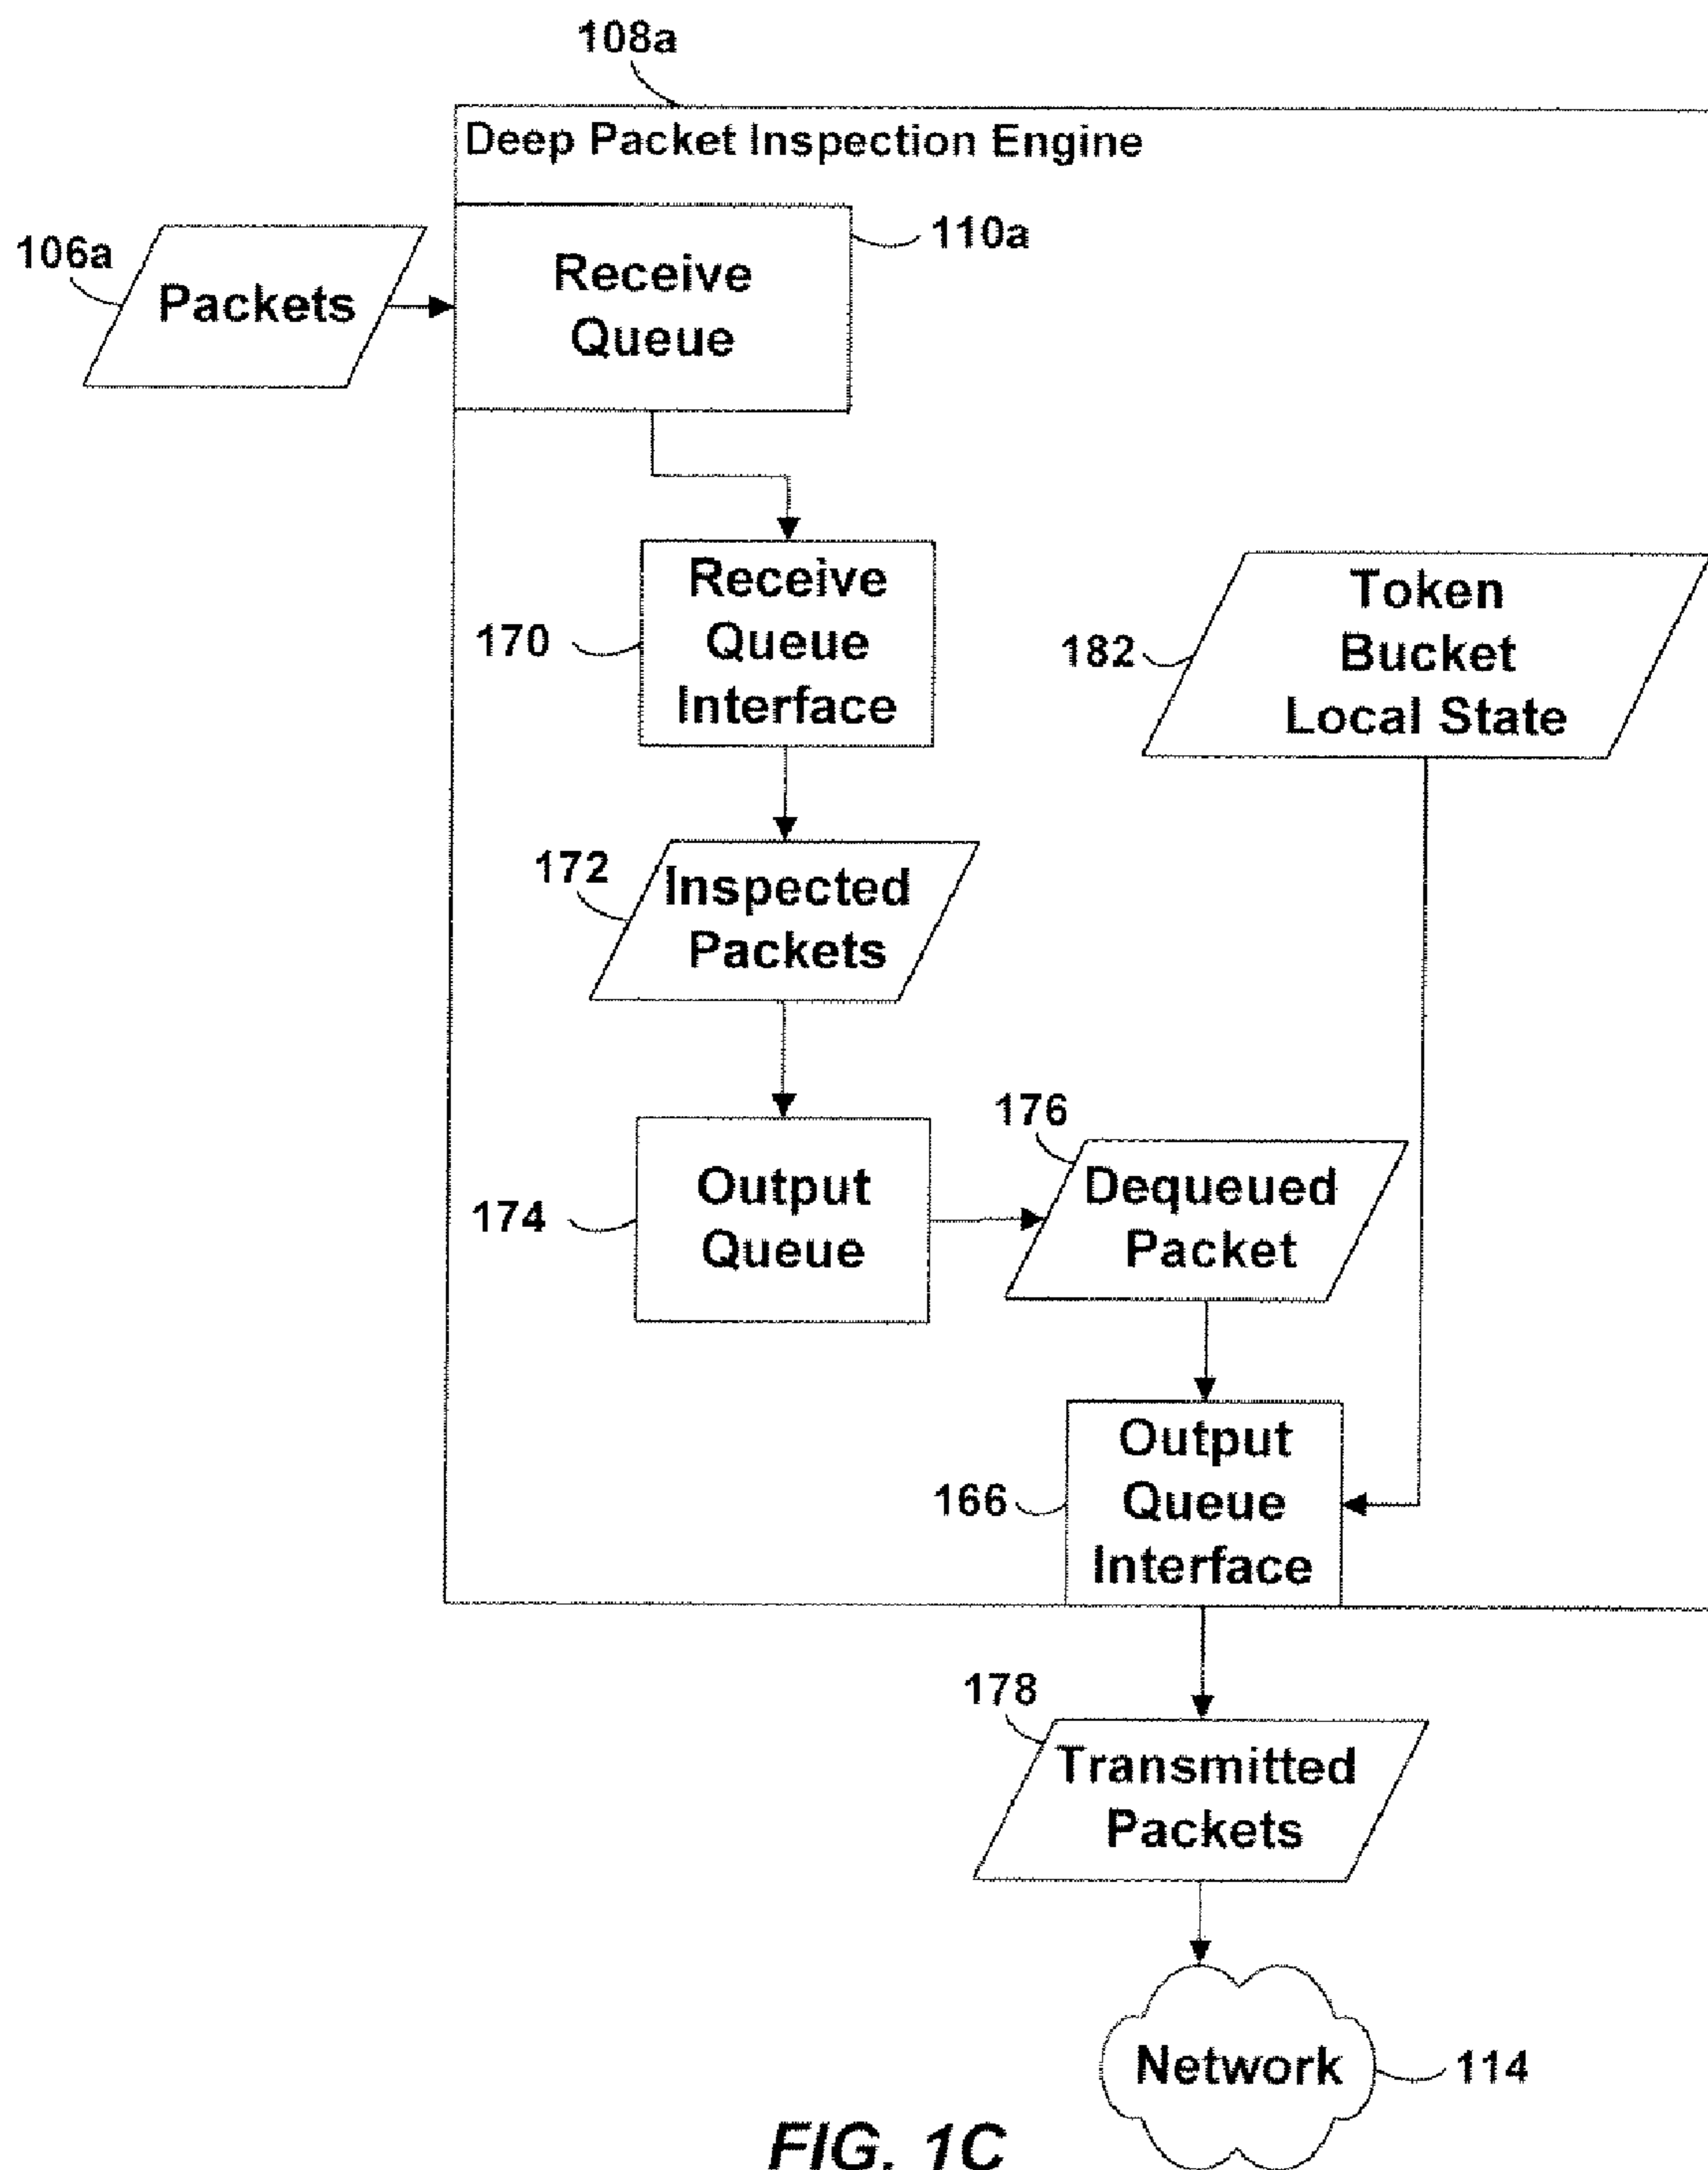 108a
Deep Packet Inspection Engine
106a
Packets
Receive
Queue
110a
170
Receive
Queue
Interface
182
Token
Bucket
Local State
172
Inspected
Packets
174
Output
Queue
176
Dequeued
Packet
166
Output
Queue
Interface
178
Transmitted
Packets
Network
114
FIG. 1C